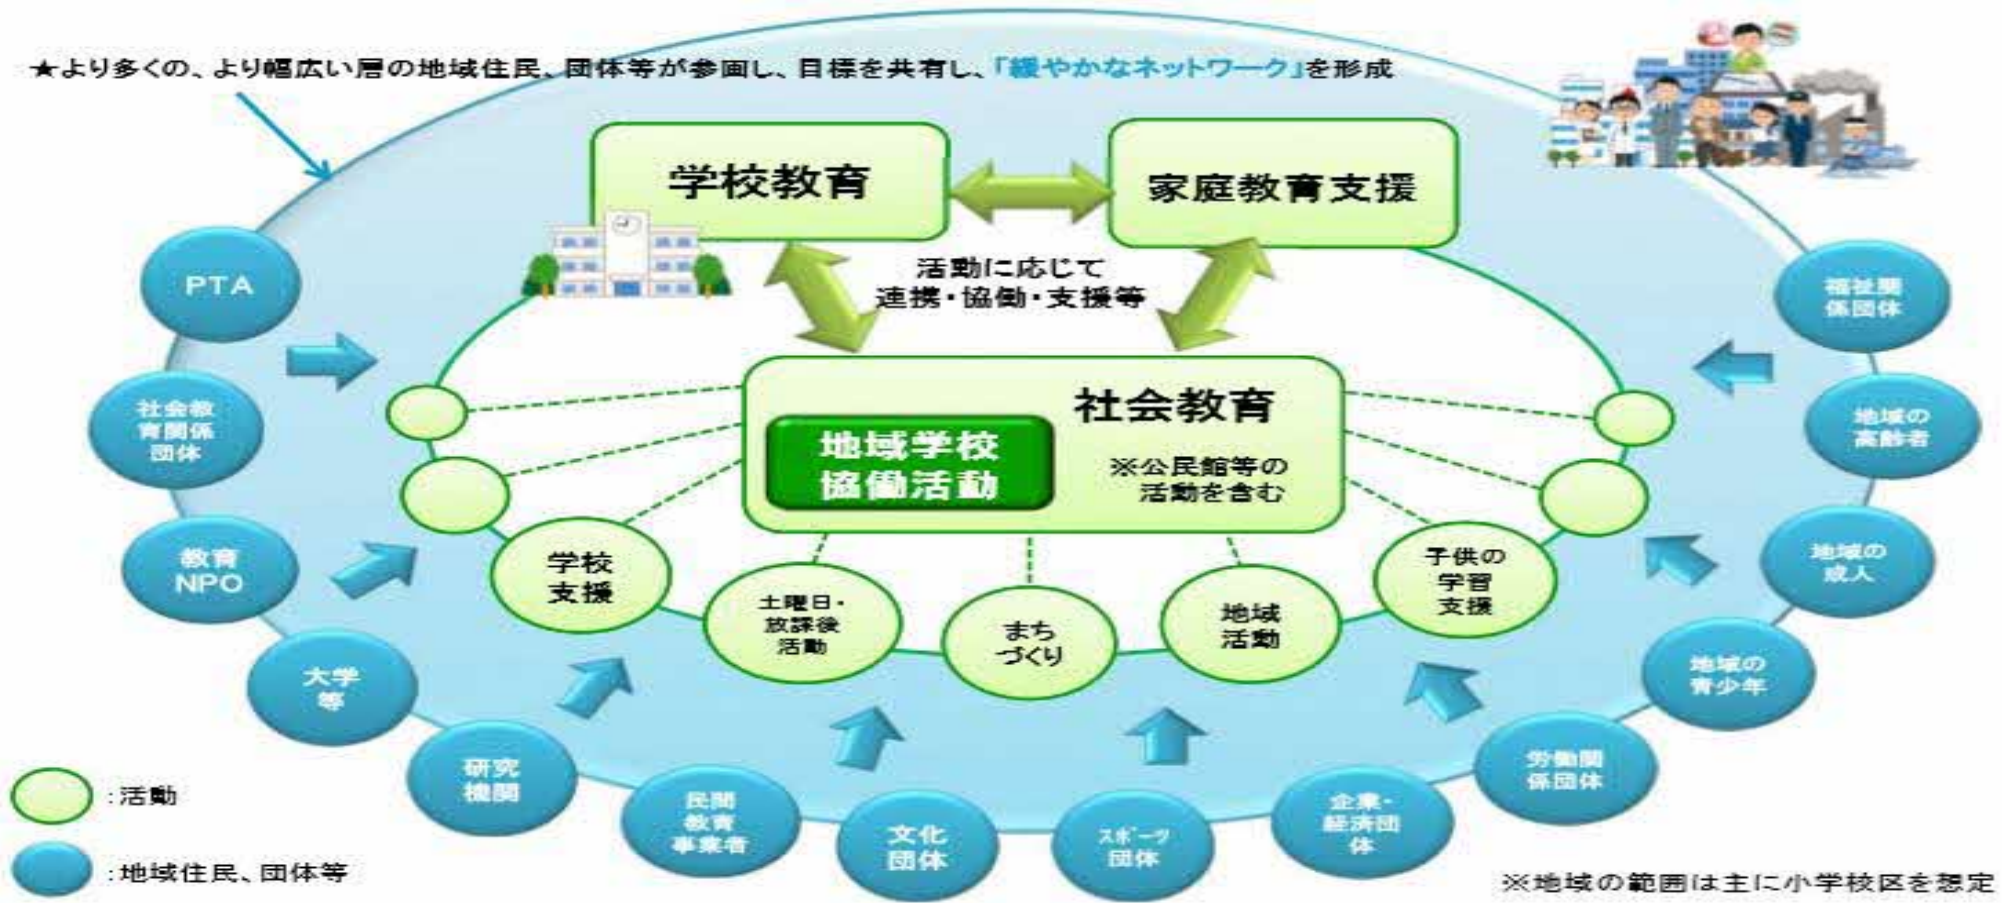 ★より多くの、より幅広い層の地域住民、団体等が参画し、目標を共有し、「緩やかなネットワーク」を形成
学校教育
家庭教育支援
活動に応じて
連携・協働・支援等
社会教育
地域学校
協働活動
※公民館等の
活動を含む
学校
支援
土曜日・
放課後
活動
まち
づくり
地域
活動
子供の
学習
支援
PTA
社会教
育関係
団体
教育
NPO
大学
等
研究
機関
民間
教育
事業者
文化
団体
スポーツ
団体
企業・
経済団
体
労働関
係団体
地域の
青少年
地域の
成人
地域の
高齢者
福祉関
係団体
:活動
:地域住民、団体等
※地域の範囲は主に小学校区を想定